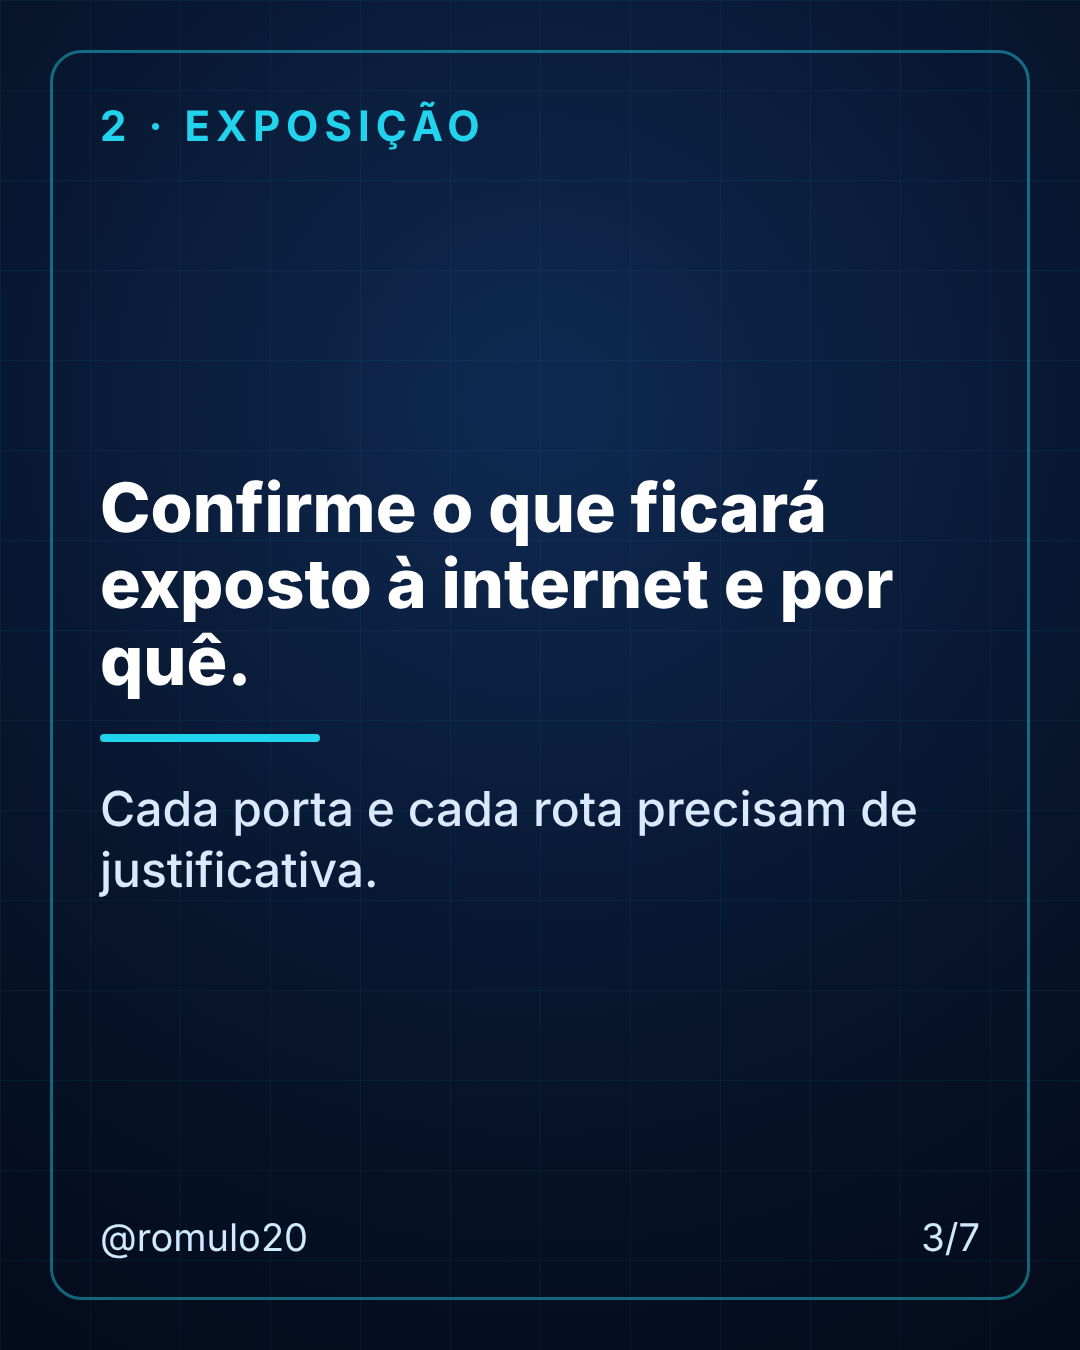 2 · EXPOSIÇÃO
Confirme o que ficará
exposto à internet e por
quê.
Cada porta e cada rota precisam de
justificativa.
@romulo20
3/7